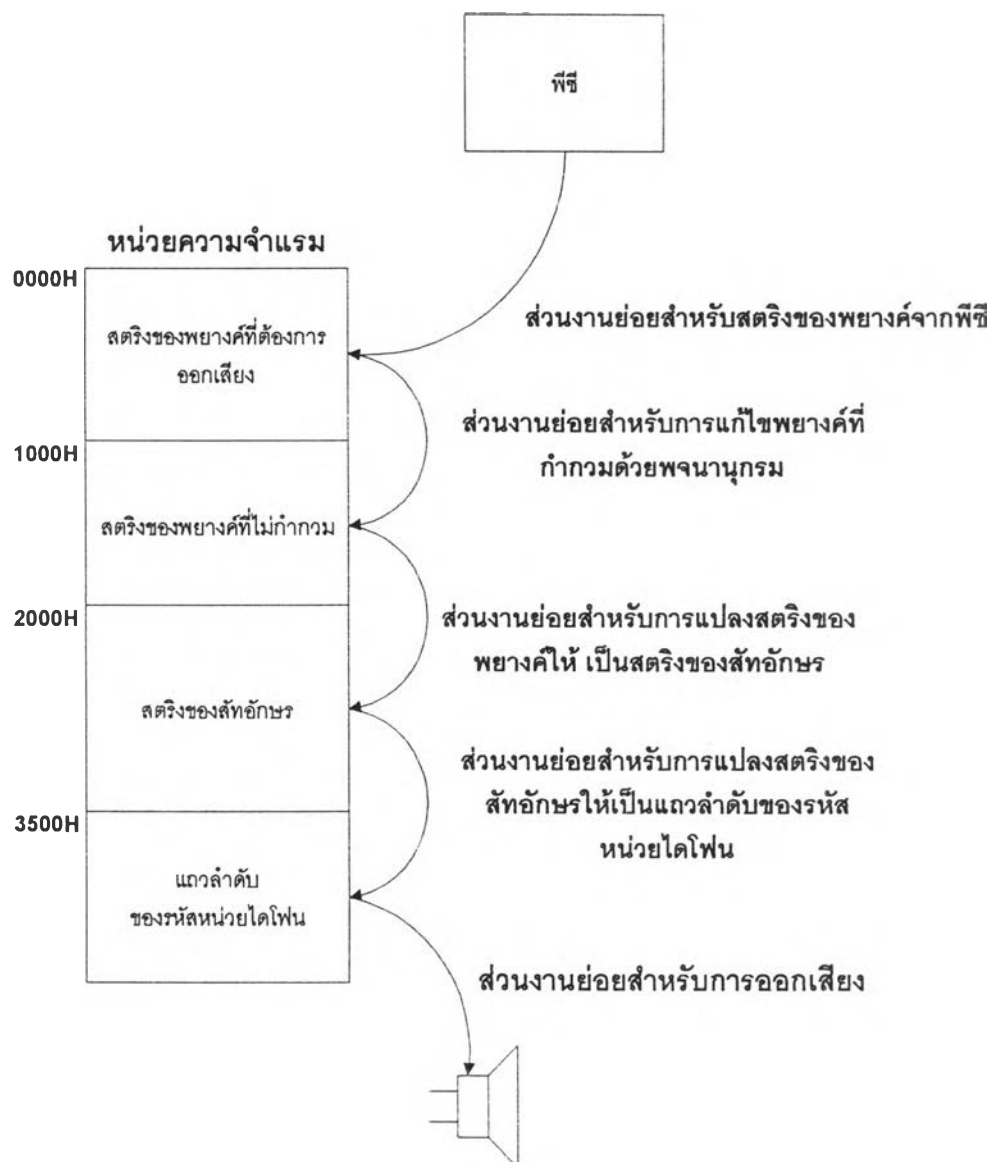 พีซี
หน่วยความจำแรม
0000H
สตริงของพยางค์ที่ต้องการ
ออกเสียง
ส่วนงานย่อยสำหรับสตริงของพยางค์จากพีซี
ส่วนงานย่อยสำหรับการแก้ไขพยางค์ที่
กำกวมด้วยพจนานุกรม
1000H
สตริงของพยางค์ที่ไม่กำกวม
2000H
ส่วนงานย่อยสำหรับการแปลงสตริงของ
พยางค์ให้ เป็นสตริงของสัทอักษร
สตริงของสัทอักษร
ส่วนงานย่อยสำหรับการแปลงสตริงของ
สัทอักษรให้เป็นแถวลำดับของรหัส
หน่วยไดโฟน
3500H
แถวลำดับ
ของรหัสหน่วยไดโฟน
ส่วนงานย่อยสำหรับการออกเสียง